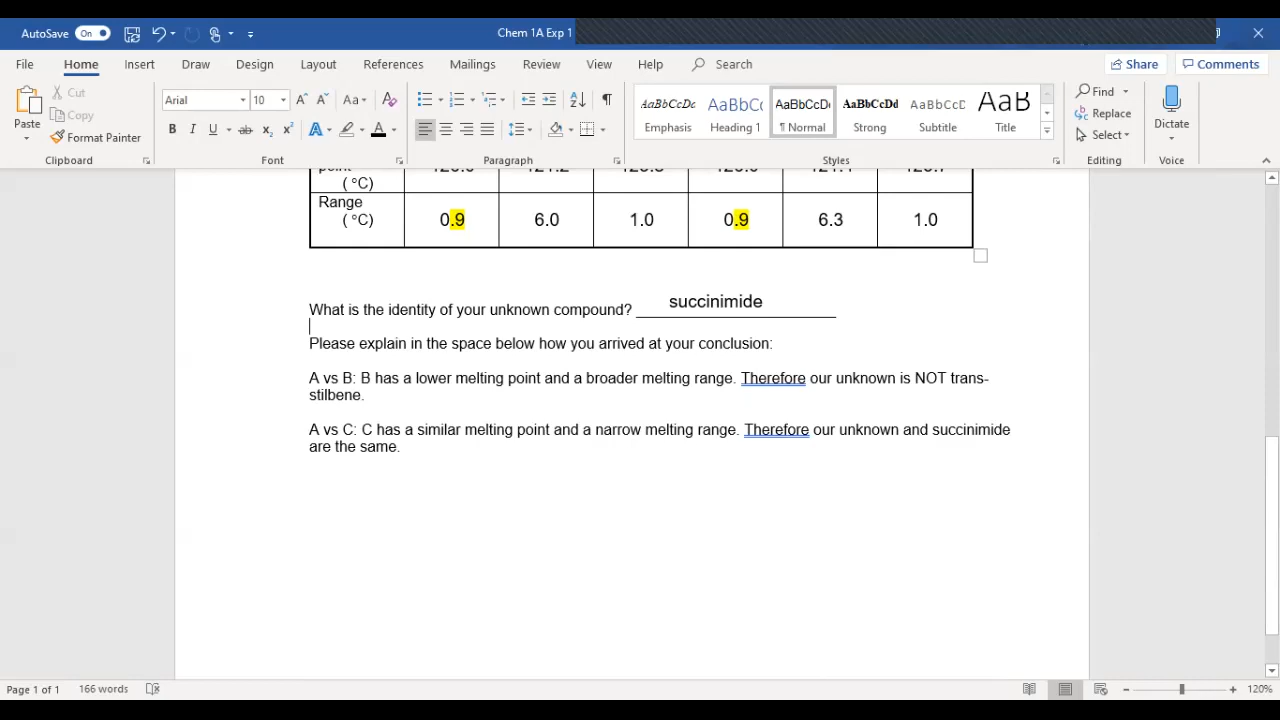 AutoSave On Chem 1A Exp 1
File Home Insert Draw Design Layout References Mailings Review View Help Search Share Comments
Paste Cut Copy Format Painter Arial 10 Find Replace Select Dictate
AaBbCcDc AaBbCc AaBbCcDc AaBbCcDd AaBbCcD AaB
Emphasis Heading 1 ¶ Normal Strong Subtitle Title
Clipboard Font Paragraph Styles Editing Voice
(°C)
Range
(°C) 0.9 6.0 1.0 0.9 6.3 1.0
What is the identity of your unknown compound? succinimide
Please explain in the space below how you arrived at your conclusion:
A vs B: B has a lower melting point and a broader melting range. Therefore our unknown is NOT trans-
stilbene.
A vs C: C has a similar melting point and a narrow melting range. Therefore our unknown and succinimide
are the same.
Page 1 of 1 166 words 120%